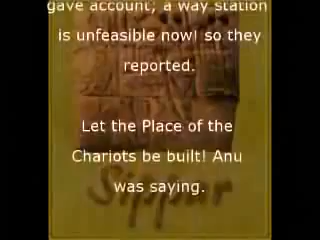 gave account; a way station
is unfeasible now! so they
reported.
Let the Place of the
Chariots be built! Anu
was saying.
Sippar